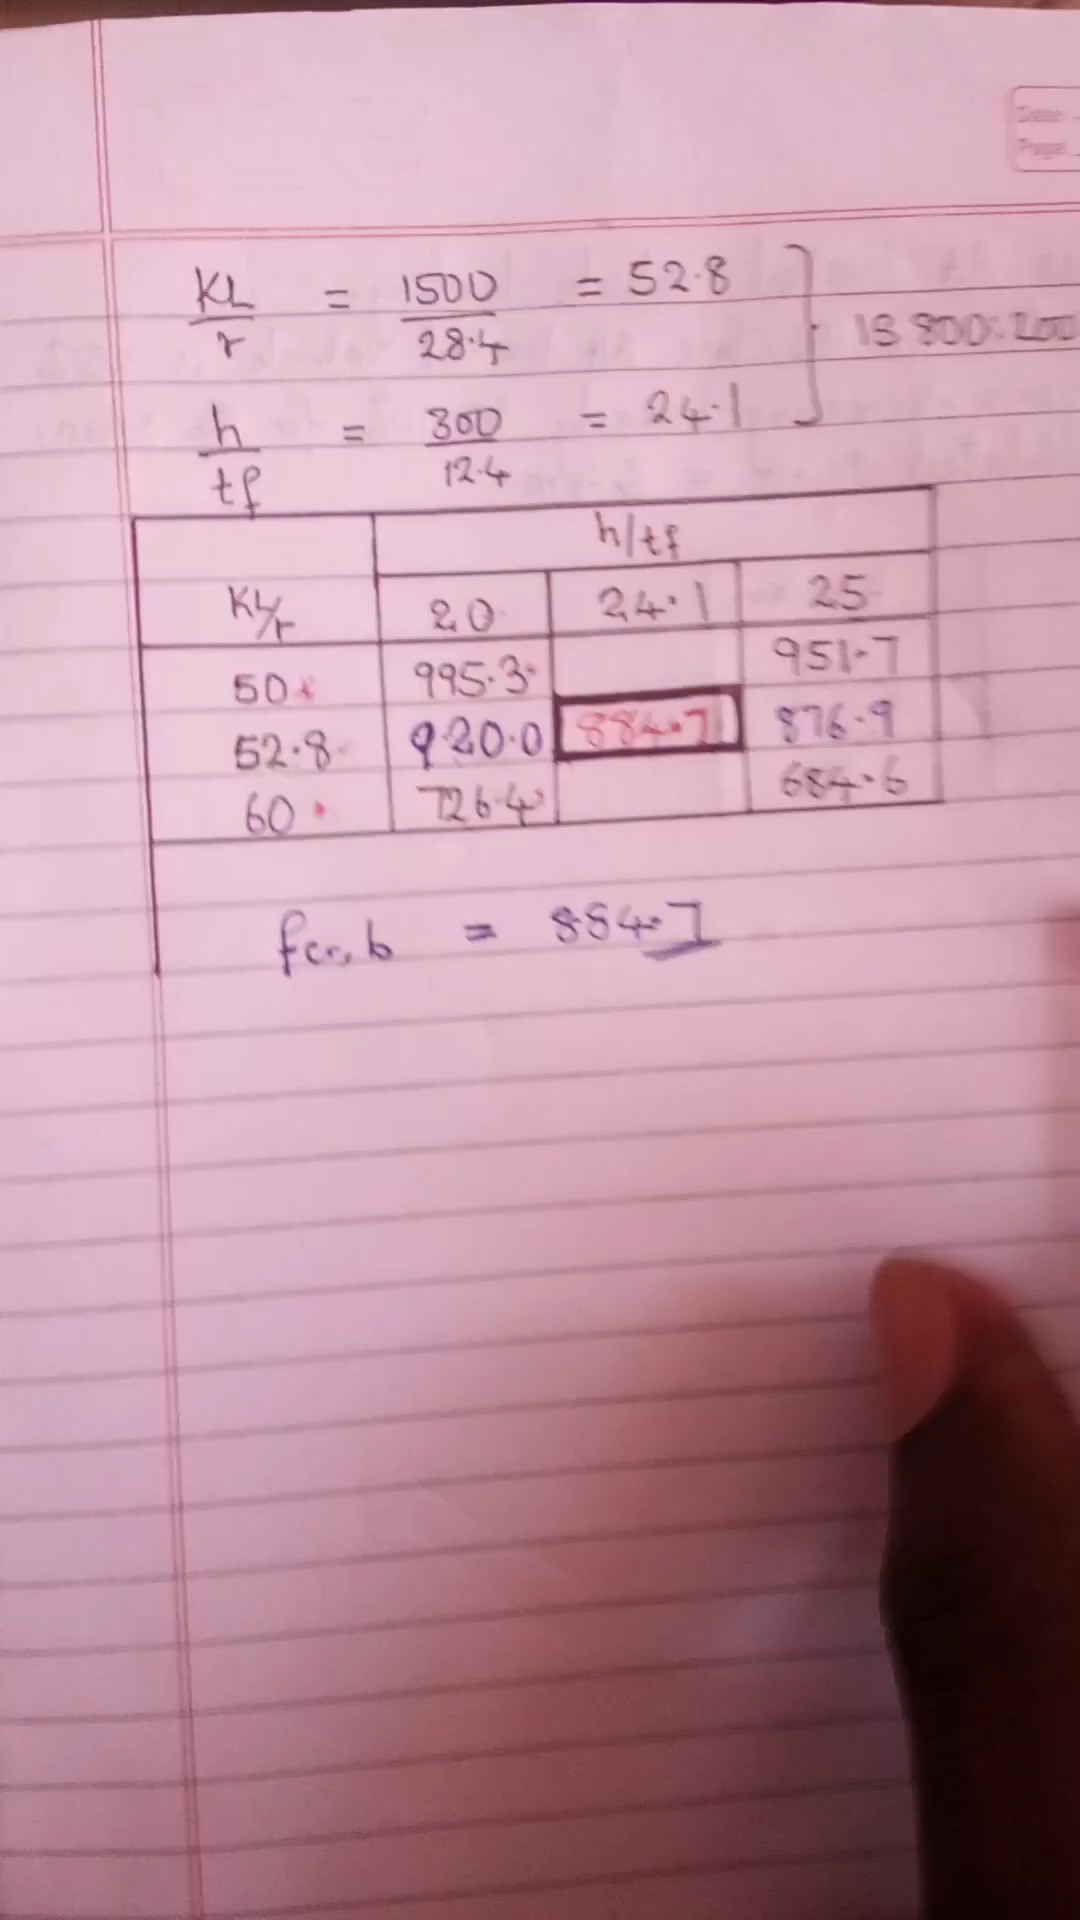 Date:
Page:
KL/r = 1500/28.4 = 52.8
IS 800:200
h/tf = 300/12.4 = 24.1
h/tf
KL/r 20 24.1 25
50 995.3 951.7
52.8 920.0 884.7 876.9
60 726.4 684.6
fcr,b = 884.7